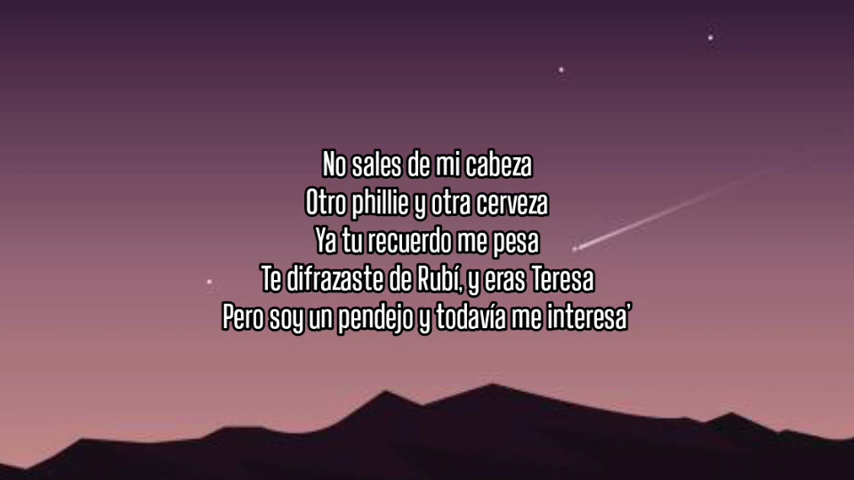 No sales de mi cabeza
Otro phillie y otra cerveza
Ya tu recuerdo me pesa
Te difrazaste de Rubí, y eras Teresa
Pero soy un pendejo y todavía me interesa'